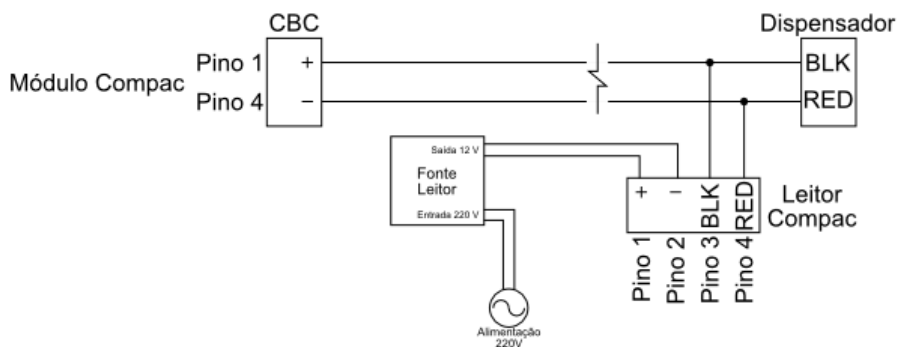 CBC
Dispensador
Pino 1
+
BLK
Módulo Compac
Pino 4
−
RED
Saída 12 V
Fonte
Leitor
Entrada 220 V
+
−
BLK
RED
Leitor
Compac
Pino 1
Pino 2
Pino 3
Pino 4
Alimentação
220V